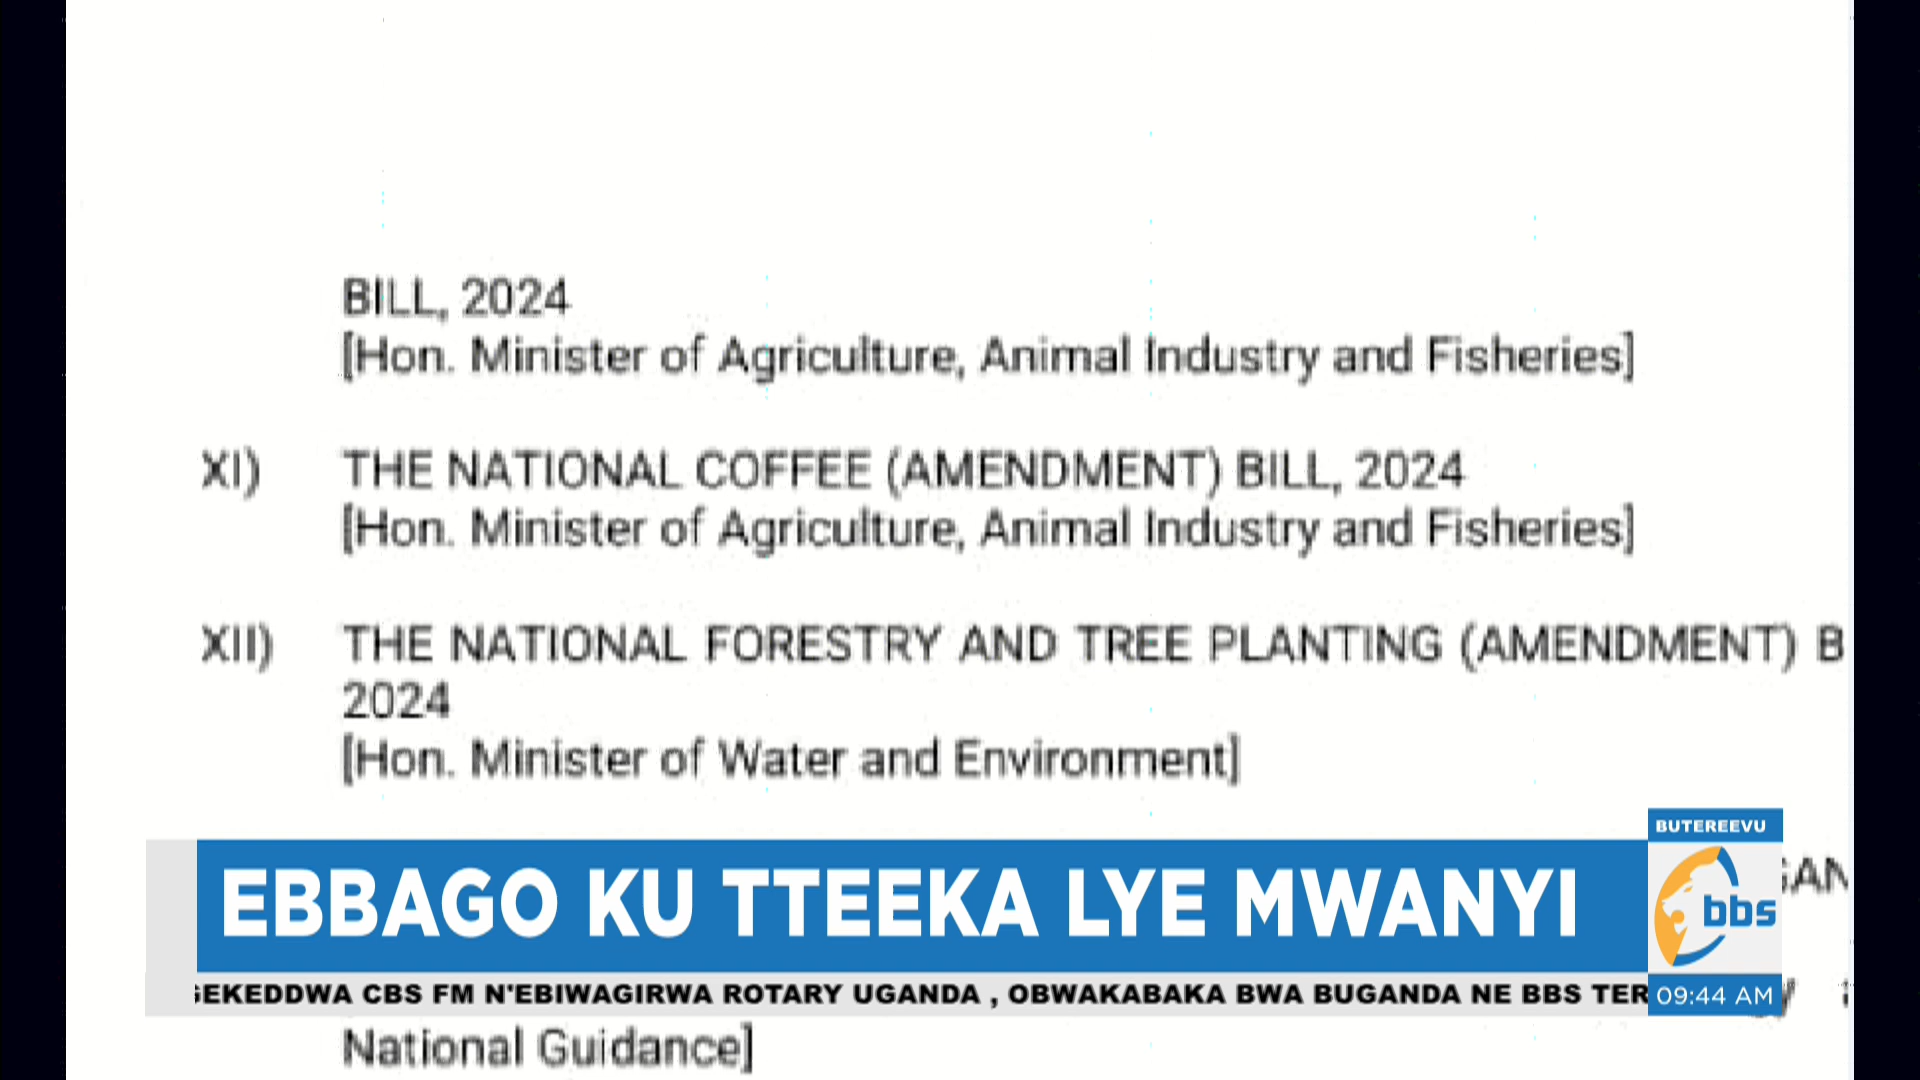 BILL, 2024
[Hon. Minister of Agriculture, Animal Industry and Fisheries]
XI) THE NATIONAL COFFEE (AMENDMENT) BILL, 2024
[Hon. Minister of Agriculture, Animal Industry and Fisheries]
XII) THE NATIONAL FORESTRY AND TREE PLANTING (AMENDMENT) B
2024
[Hon. Minister of Water and Environment]
BUTEREEVU
EBBAGO KU TTEEKA LYE MWANYI
bbs
GEKEDDWA CBS FM N'EBIWAGIRWA ROTARY UGANDA , OBWAKABAKA BWA BUGANDA NE BBS TER
09:44 AM
National Guidance]